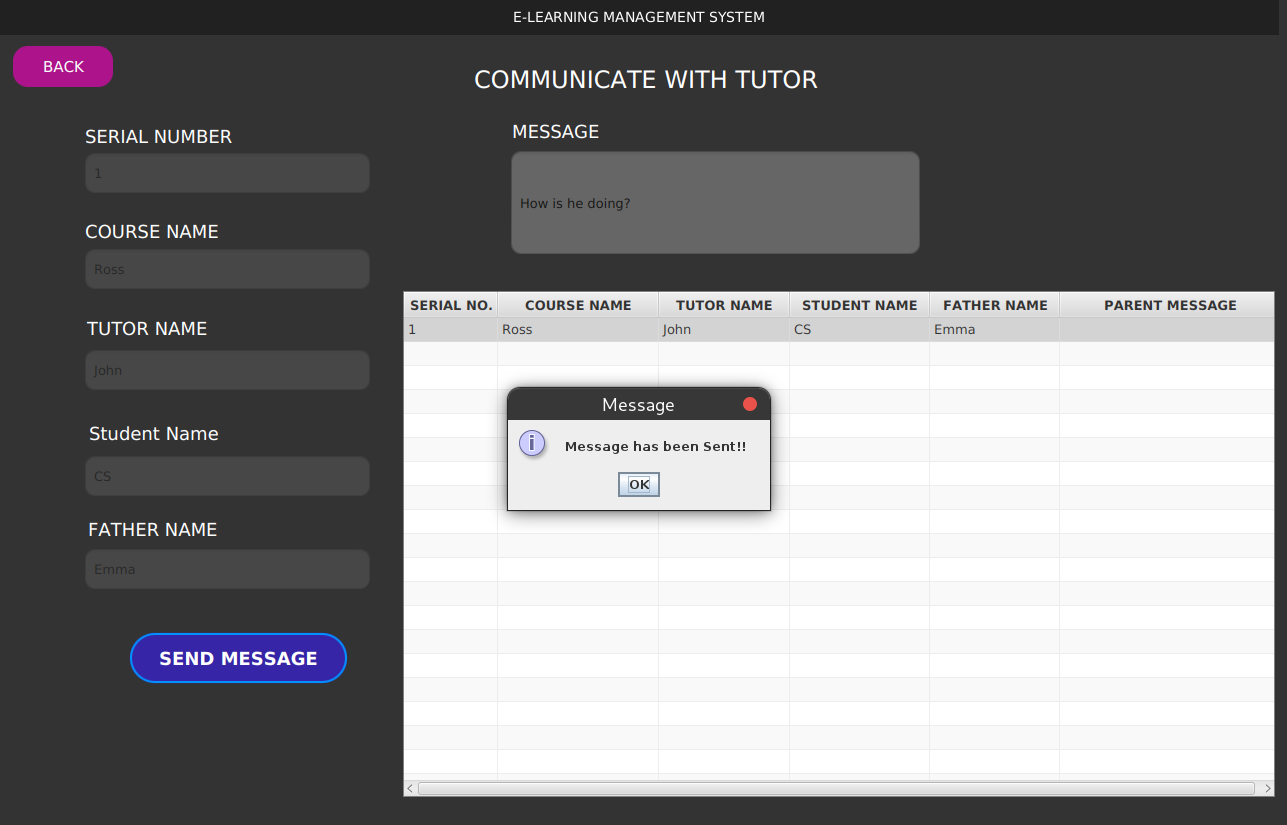 E-LEARNING MANAGEMENT SYSTEM
BACK
COMMUNICATE WITH TUTOR
SERIAL NUMBER
1
COURSE NAME
Ross
TUTOR NAME
John
Student Name
CS
FATHER NAME
Emma
SEND MESSAGE
MESSAGE
How is he doing?
SERIAL NO. COURSE NAME TUTOR NAME STUDENT NAME FATHER NAME PARENT MESSAGE
1 Ross John CS Emma
Message
Message has been Sent!!
OK